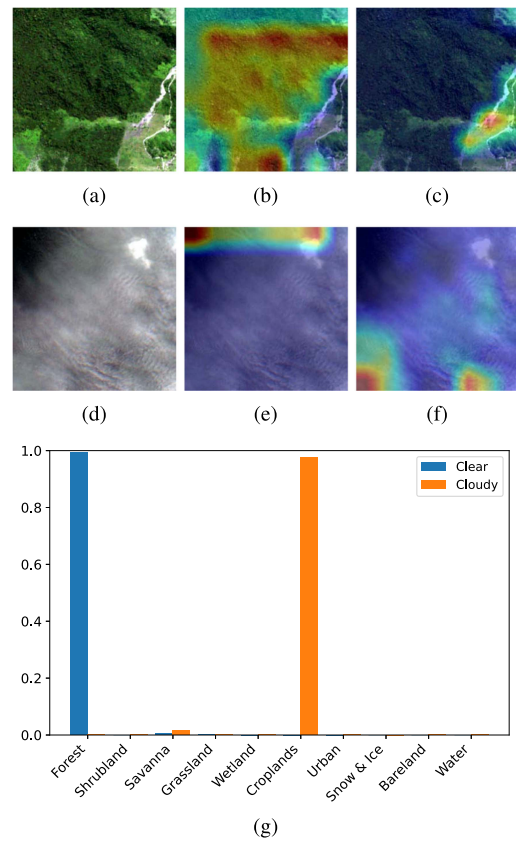 (a) (b) (c)
(d) (e) (f)
1.0
Clear
Cloudy
0.8
0.6
0.4
0.2
0.0
Forest
Shrubland
Savanna
Grassland
Wetland
Croplands
Urban
Snow & Ice
Bareland
Water
(g)